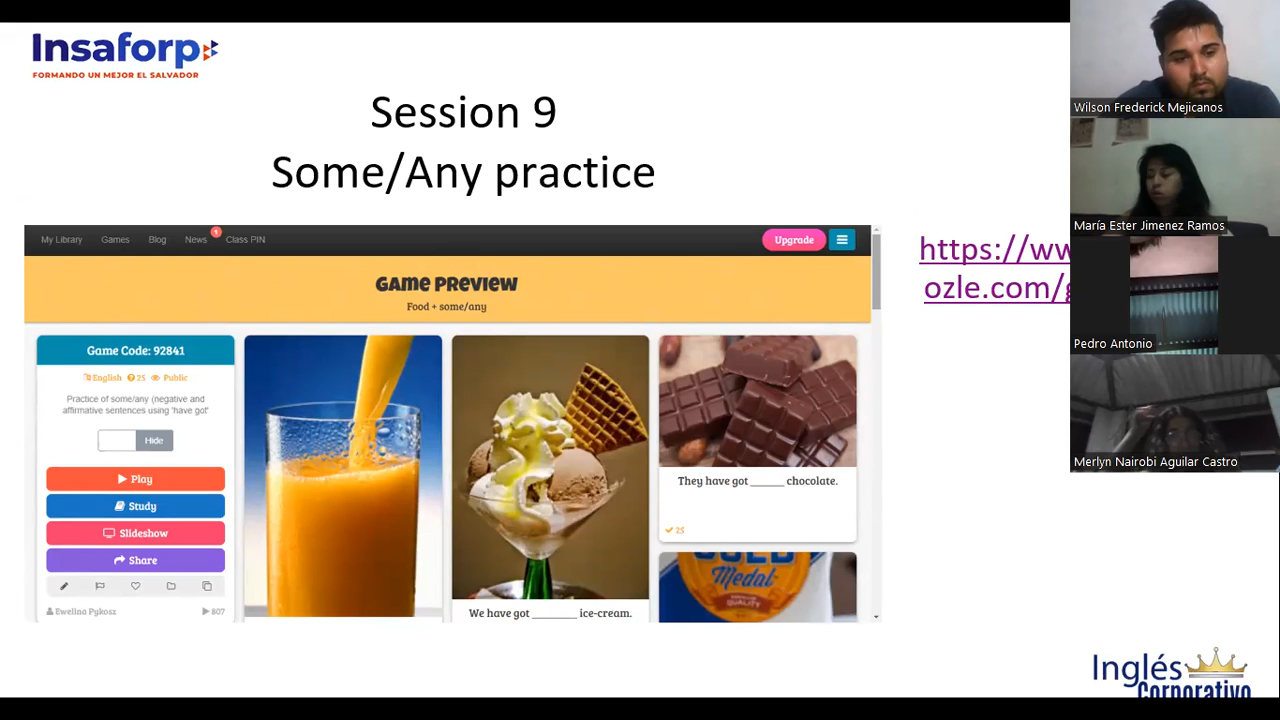 Insaforp
FORMANDO UN MEJOR EL SALVADOR
Session 9
Some/Any practice
My Library Games Blog News 1 Class PIN
Upgrade
GAME PREVIEW
Food + some/any
Game Code: 92841
English 25 Public
Practice of some/any (negative and
affirmative sentences using 'have got'
Hide
Play
Study
Slideshow
Share
Ewelina Pykosz 807
We have got ________ ice-cream.
They have got ______ chocolate.
25
GOLD
Medal
QUALITY
https://ww
ozle.com/g
Wilson Frederick Mejicanos
María Ester Jimenez Ramos
Pedro Antonio
Merlyn Nairobi Aguilar Castro
Inglés
Corporativo